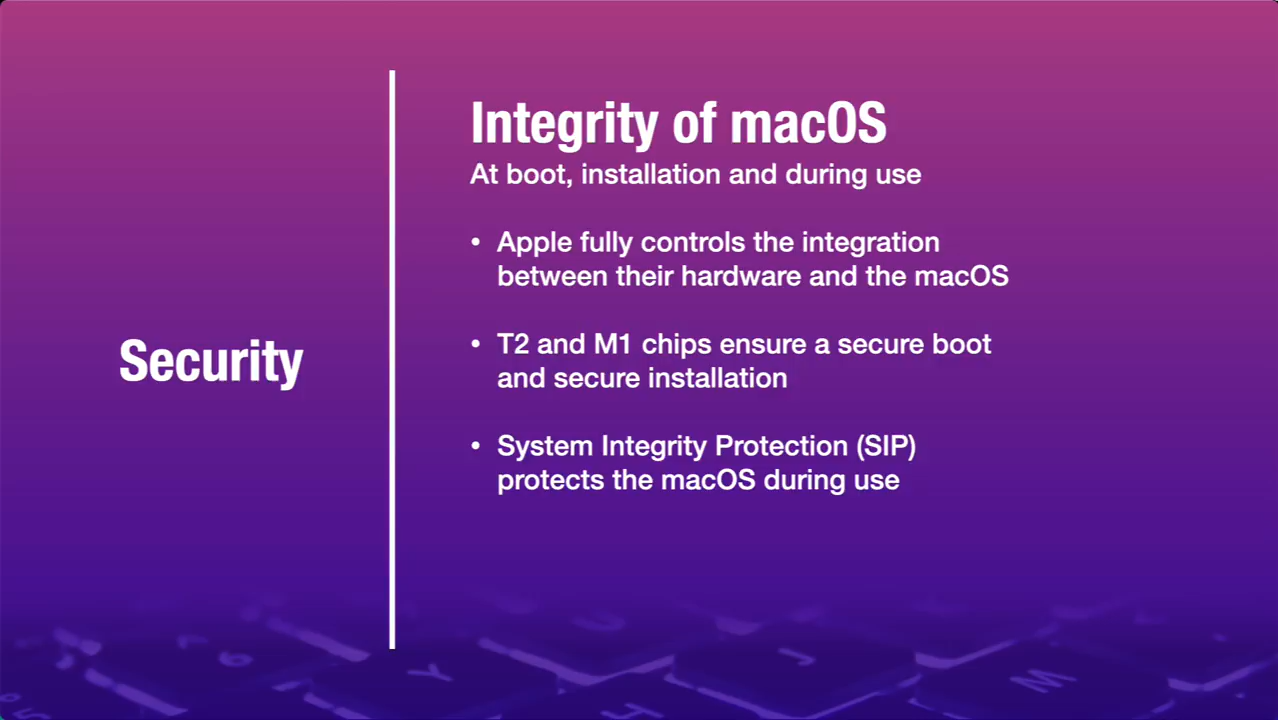 Security
Integrity of macOS
At boot, installation and during use
• Apple fully controls the integration
between their hardware and the macOS
• T2 and M1 chips ensure a secure boot
and secure installation
• System Integrity Protection (SIP)
protects the macOS during use
6
Y
J
M
H
5